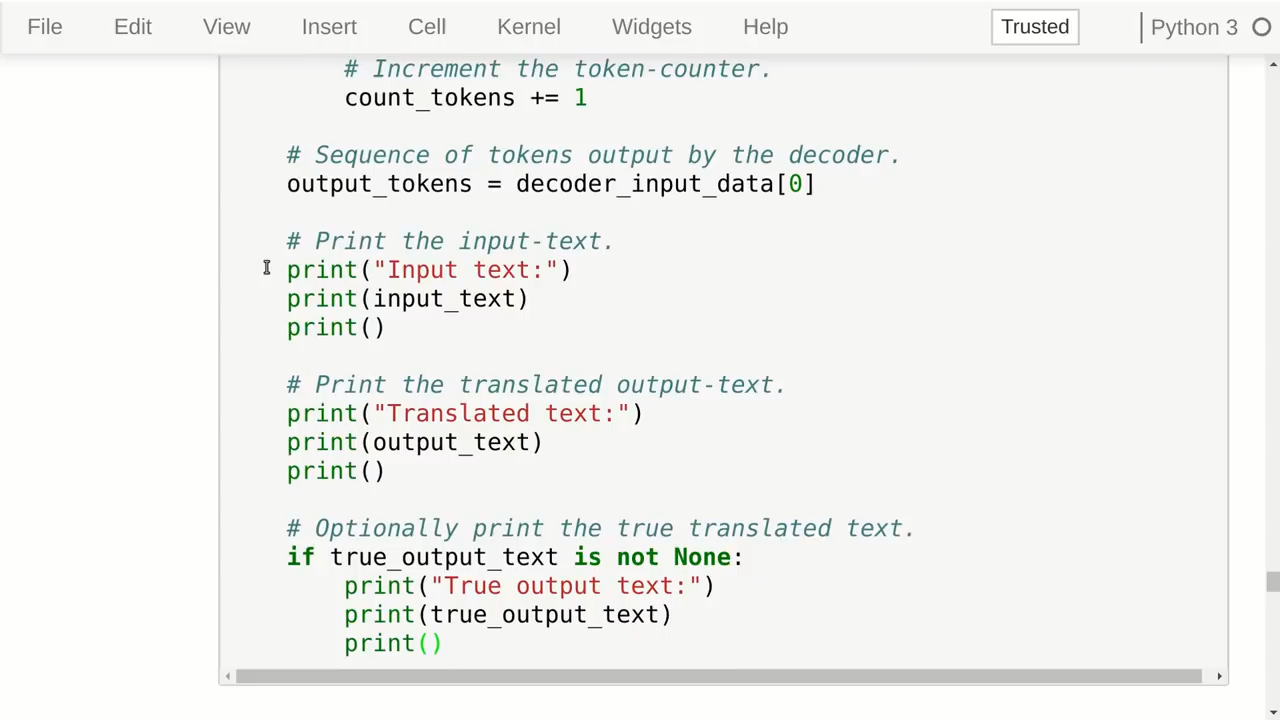 File Edit View Insert Cell Kernel Widgets Help Trusted Python 3
# Increment the token-counter.
count_tokens += 1
# Sequence of tokens output by the decoder.
output_tokens = decoder_input_data[0]
# Print the input-text.
print("Input text:")
print(input_text)
print()
# Print the translated output-text.
print("Translated text:")
print(output_text)
print()
# Optionally print the true translated text.
if true_output_text is not None:
print("True output text:")
print(true_output_text)
print()